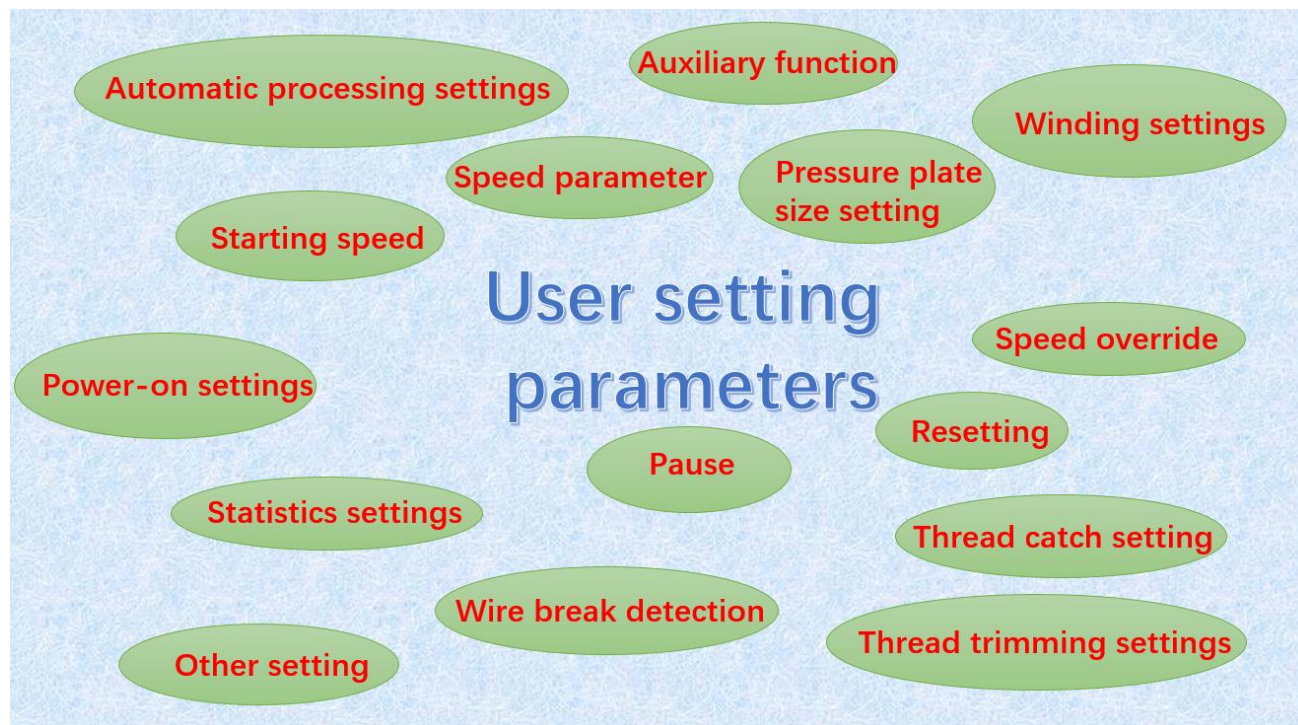 Auxiliary function
Automatic processing settings
Winding settings
Speed parameter
Pressure plate
size setting
Starting speed
User setting
parameters
Speed override
Power-on settings
Resetting
Pause
Statistics settings
Thread catch setting
Wire break detection
Thread trimming settings
Other setting